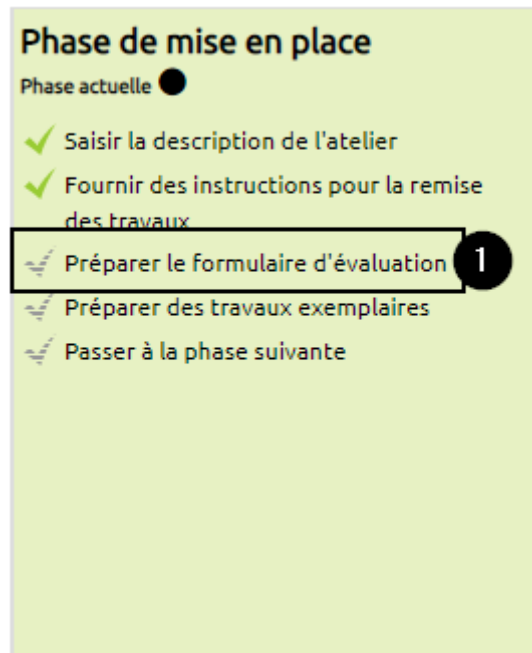 Phase de mise en place
Phase actuelle
Saisir la description de l'atelier
Fournir des instructions pour la remise
des travaux
Préparer le formulaire d'évaluation 1
Préparer des travaux exemplaires
Passer à la phase suivante